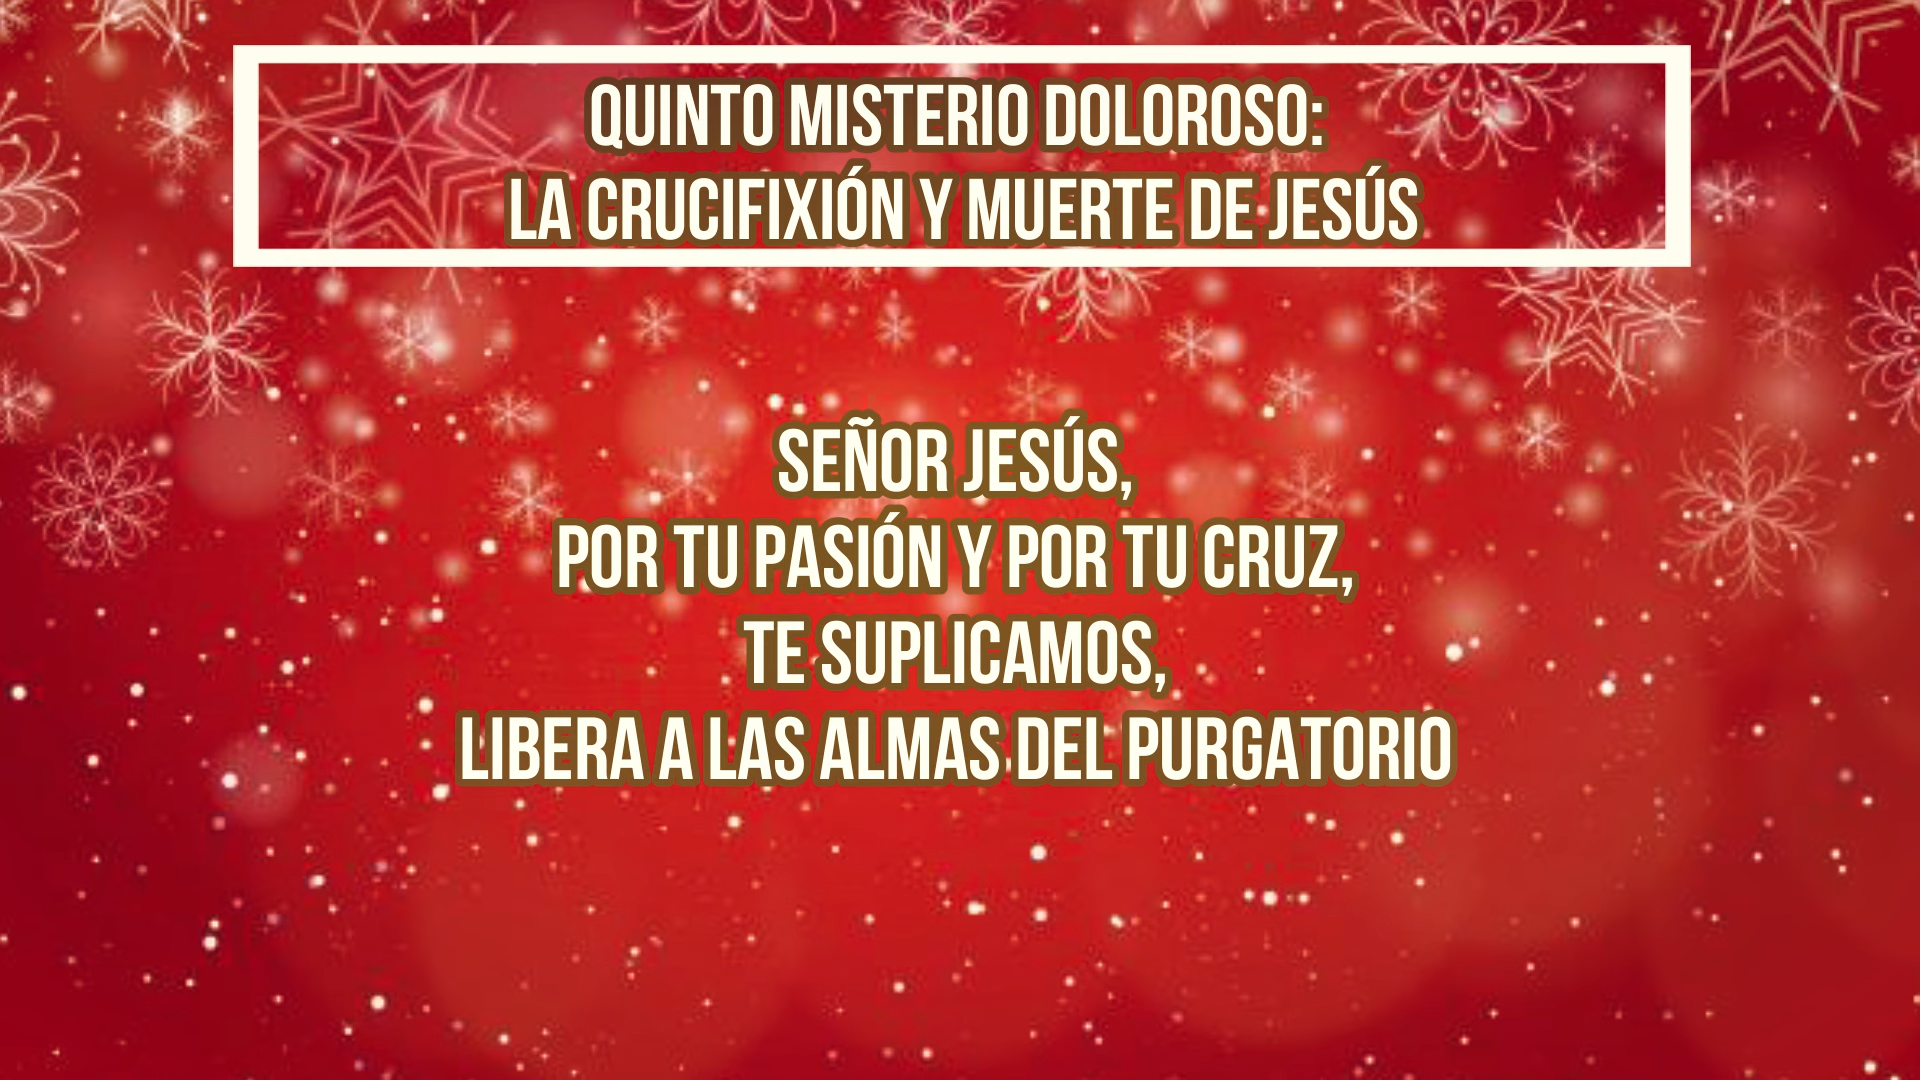 QUINTO MISTERIO DOLOROSO:
LA CRUCIFIXIÓN Y MUERTE DE JESÚS
SEÑOR JESÚS,
POR TU PASIÓN Y POR TU CRUZ,
TE SUPLICAMOS,
LIBERA A LAS ALMAS DEL PURGATORIO